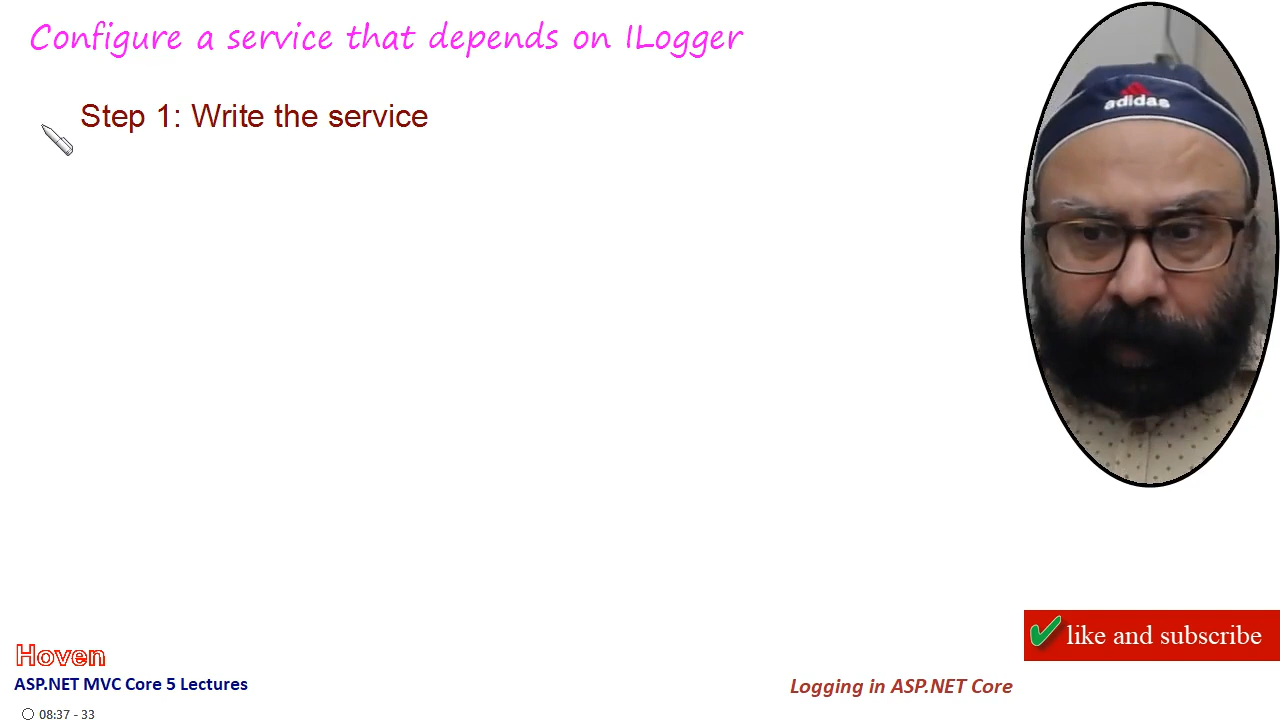 Configure a service that depends on ILogger
Step 1: Write the service
adidas
like and subscribe
Hoven
ASP.NET MVC Core 5 Lectures
Logging in ASP.NET Core
08:37 - 33